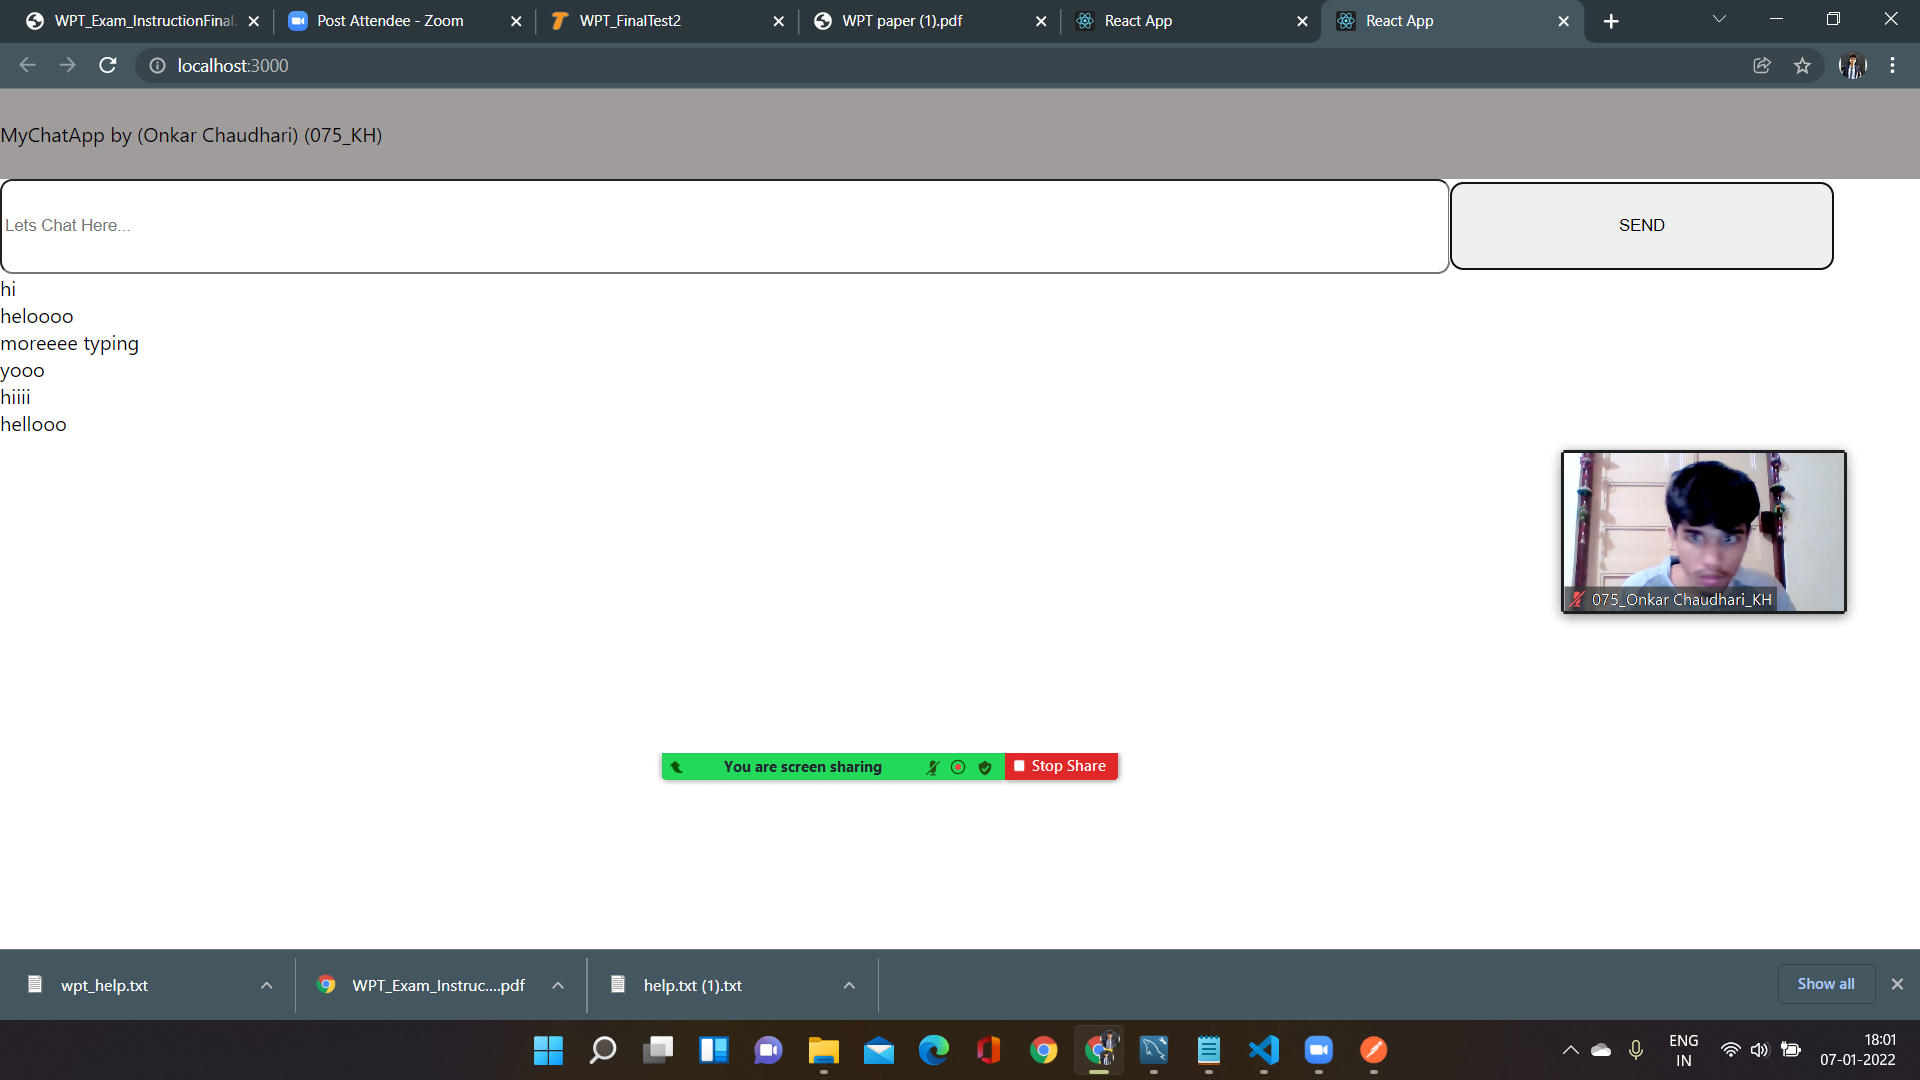 WPT_Exam_InstructionFinal
Post Attendee - Zoom
WPT_FinalTest2
WPT paper (1).pdf
React App
React App
localhost:3000
MyChatApp by (Onkar Chaudhari) (075_KH)
Lets Chat Here...
SEND
hi
heloooo
moreeee typing
yooo
hiiii
hellooo
075_Onkar Chaudhari_KH
You are screen sharing
Stop Share
wpt_help.txt
WPT_Exam_Instruc....pdf
help.txt (1).txt
Show all
ENG
IN
18:01
07-01-2022